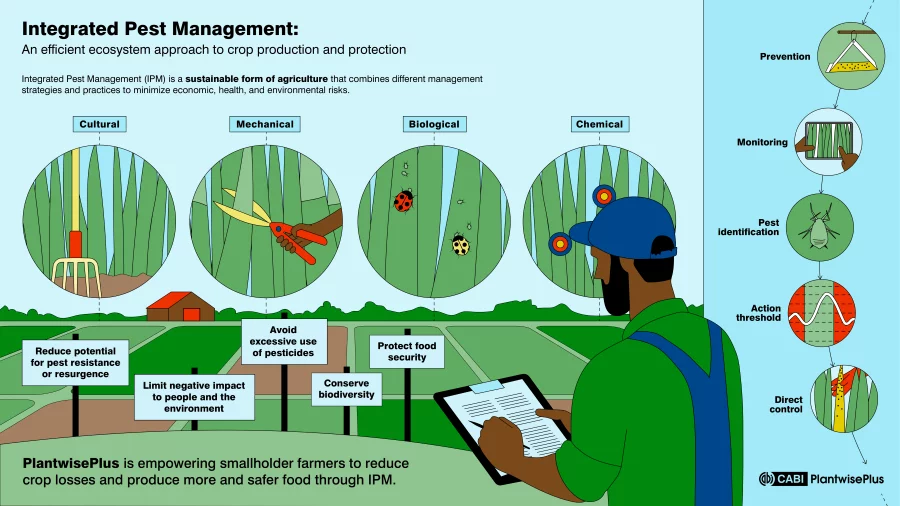 Integrated Pest Management:
An efficient ecosystem approach to crop production and protection
Integrated Pest Management (IPM) is a sustainable form of agriculture that combines different management
strategies and practices to minimize economic, health, and environmental risks.
Cultural
Mechanical
Biological
Chemical
Reduce potential
for pest resistance
or resurgence
Limit negative impact
to people and the
environment
Avoid
excessive use
of pesticides
Conserve
biodiversity
Protect food
security
PlantwisePlus is empowering smallholder farmers to reduce
crop losses and produce more and safer food through IPM.
Prevention
Monitoring
Pest
identification
Action
threshold
Direct
control
CABI PlantwisePlus